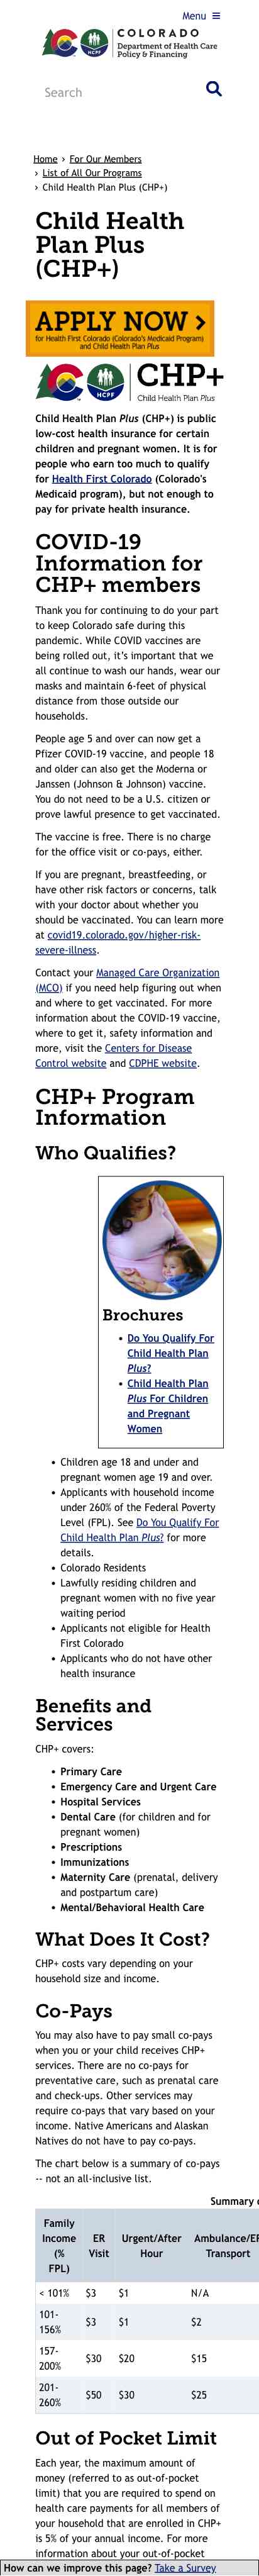 Menu ≡
COLORADO
Department of Health Care
Policy & Financing
Search
Home › For Our Members
› List of All Our Programs
› Child Health Plan Plus (CHP+)
Child Health
Plan Plus
(CHP+)
APPLY NOW ›
for Health First Colorado (Colorado's Medicaid Program)
and Child Health Plan Plus
CHP+
Child Health Plan Plus
Child Health Plan Plus (CHP+) is public
low-cost health insurance for certain
children and pregnant women. It is for
people who earn too much to qualify
for Health First Colorado (Colorado's
Medicaid program), but not enough to
pay for private health insurance.
COVID-19
Information for
CHP+ members
Thank you for continuing to do your part
to keep Colorado safe during this
pandemic. While COVID vaccines are
being rolled out, it's important that we
all continue to wash our hands, wear our
masks and maintain 6-feet of physical
distance from those outside our
households.
People age 5 and over can now get a
Pfizer COVID-19 vaccine, and people 18
and older can also get the Moderna or
Janssen (Johnson & Johnson) vaccine.
You do not need to be a U.S. citizen or
prove lawful presence to get vaccinated.
The vaccine is free. There is no charge
for the office visit or co-pays, either.
If you are pregnant, breastfeeding, or
have other risk factors or concerns, talk
with your doctor about whether you
should be vaccinated. You can learn more
at covid19.colorado.gov/higher-risk-
severe-illness.
Contact your Managed Care Organization
(MCO) if you need help figuring out when
and where to get vaccinated. For more
information about the COVID-19 vaccine,
where to get it, safety information and
more, visit the Centers for Disease
Control website and CDPHE website.
CHP+ Program
Information
Who Qualifies?
Brochures
• Do You Qualify For
Child Health Plan
Plus?
• Child Health Plan
Plus For Children
and Pregnant
Women
• Children age 18 and under and
pregnant women age 19 and over.
• Applicants with household income
under 260% of the Federal Poverty
Level (FPL). See Do You Qualify For
Child Health Plan Plus? for more
details.
• Colorado Residents
• Lawfully residing children and
pregnant women with no five year
waiting period
• Applicants not eligible for Health
First Colorado
• Applicants who do not have other
health insurance
Benefits and
Services
CHP+ covers:
• Primary Care
• Emergency Care and Urgent Care
• Hospital Services
• Dental Care (for children and for
pregnant women)
• Prescriptions
• Immunizations
• Maternity Care (prenatal, delivery
and postpartum care)
• Mental/Behavioral Health Care
What Does It Cost?
CHP+ costs vary depending on your
household size and income.
Co-Pays
You may also have to pay small co-pays
when you or your child receives CHP+
services. There are no co-pays for
preventative care, such as prenatal care
and check-ups. Other services may
require co-pays that vary based on your
income. Native Americans and Alaskan
Natives do not have to pay co-pays.
The chart below is a summary of co-pays
-- not an all-inclusive list.
Summary
Family Income (% FPL) ER Visit Urgent/After Hour Ambulance/ER Transport
< 101% $3 $1 N/A
101-156% $3 $1 $2
157-200% $30 $20 $15
201-260% $50 $30 $25
Out of Pocket Limit
Each year, the maximum amount of
money (referred to as out-of-pocket
limit) that you are required to spend on
health care payments for all members of
your household that are enrolled in CHP+
is 5% of your annual income. For more
information about your out-of-pocket
How can we improve this page? Take a Survey